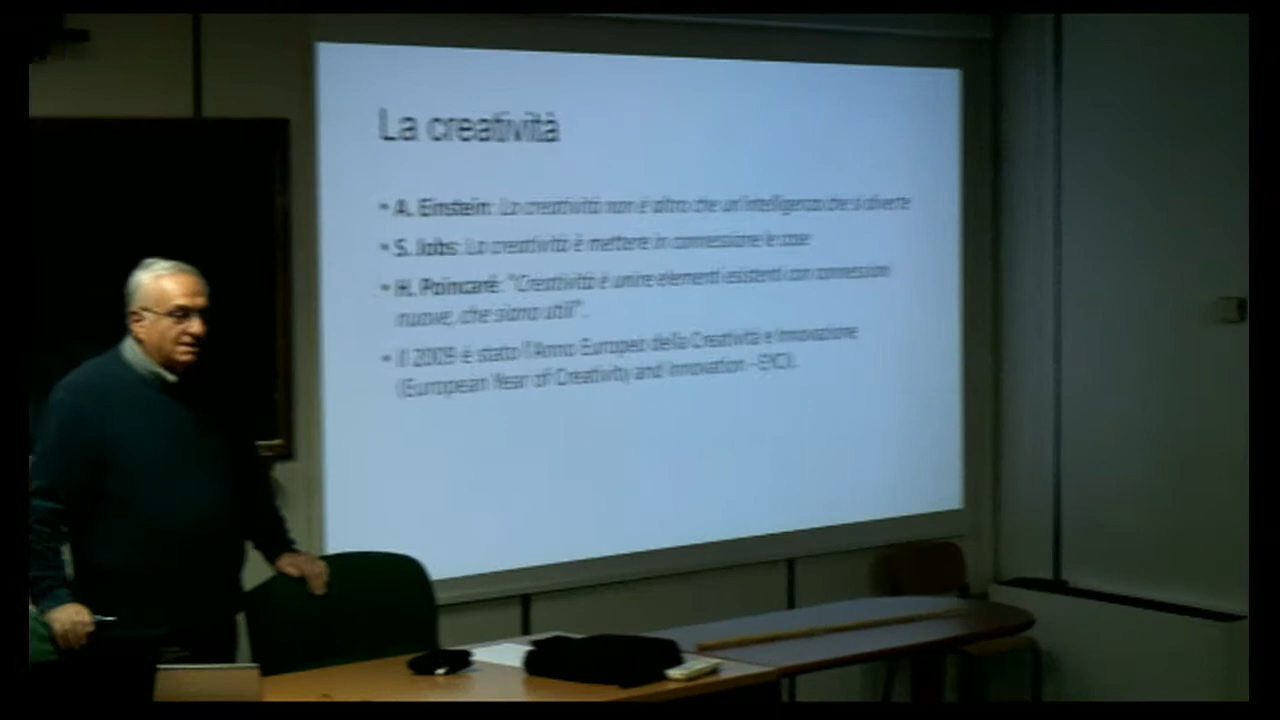 La creatività
• A. Einstein: La creatività non è altro che un'intelligenza che si diverte
• S. Jobs: La creatività è mettere in connessione le cose
• H. Poincaré: "Creatività è unire elementi esistenti con connessioni
nuove, che siano utili".
• Il 2009 è stato l'Anno Europeo della Creatività e Innovazione
(European Year of Creativity and Innovation - EYCI).